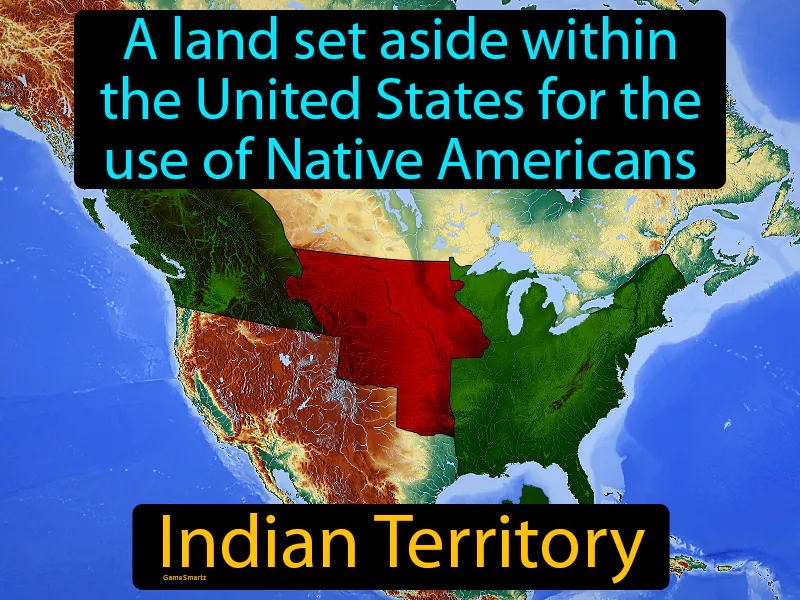 A land set aside within
the United States for the
use of Native Americans
Indian Territory
GameSmartz